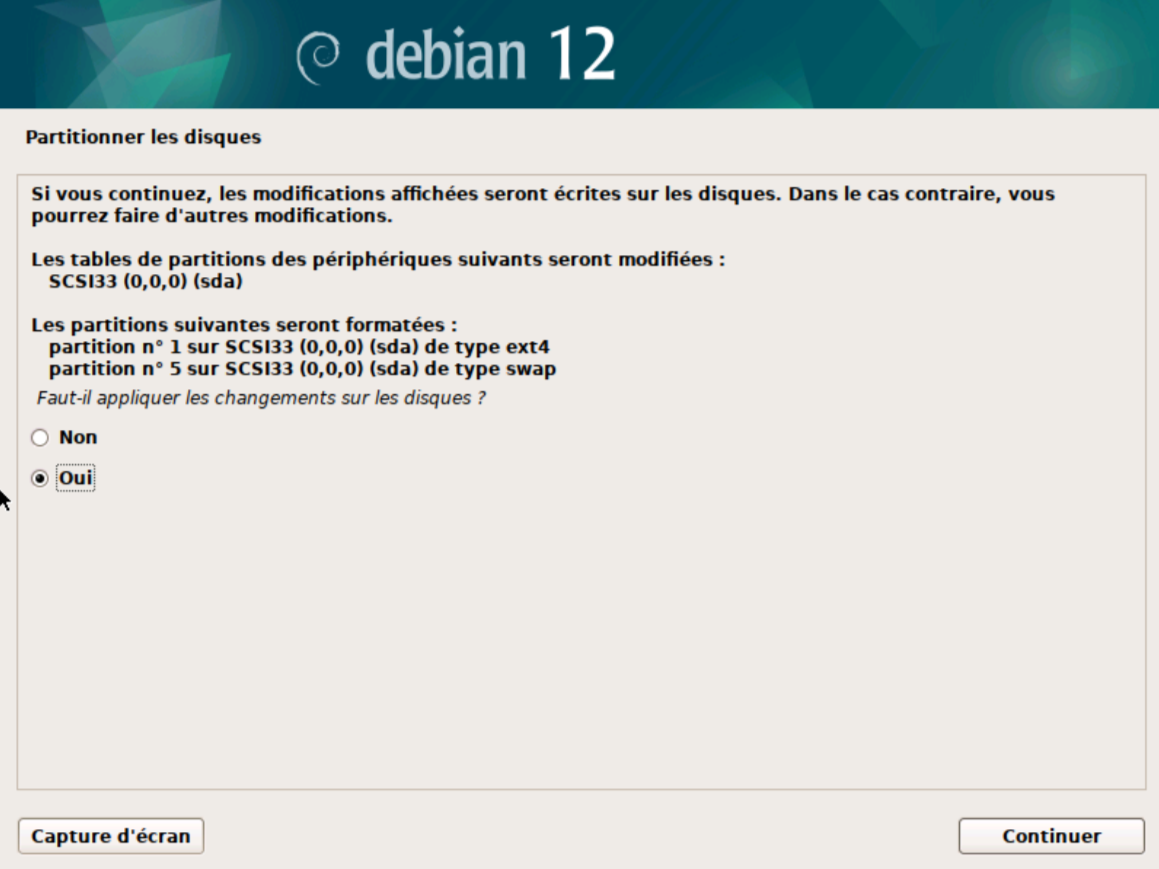 debian 12
Partitionner les disques
Si vous continuez, les modifications affichées seront écrites sur les disques. Dans le cas contraire, vous
pourrez faire d'autres modifications.
Les tables de partitions des périphériques suivants seront modifiées :
SCSI33 (0,0,0) (sda)
Les partitions suivantes seront formatées :
partition n° 1 sur SCSI33 (0,0,0) (sda) de type ext4
partition n° 5 sur SCSI33 (0,0,0) (sda) de type swap
Faut-il appliquer les changements sur les disques ?
Non
Oui
Capture d'écran
Continuer